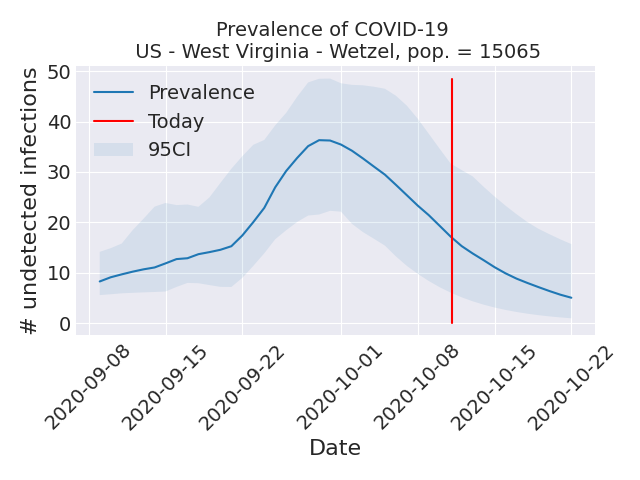 Prevalence of COVID-19
US - West Virginia - Wetzel, pop. = 15065
# undetected infections
50
40
30
20
10
0
Prevalence
Today
95CI
2020-09-08
2020-09-15
2020-09-22
2020-10-01
2020-10-08
2020-10-15
2020-10-22
Date